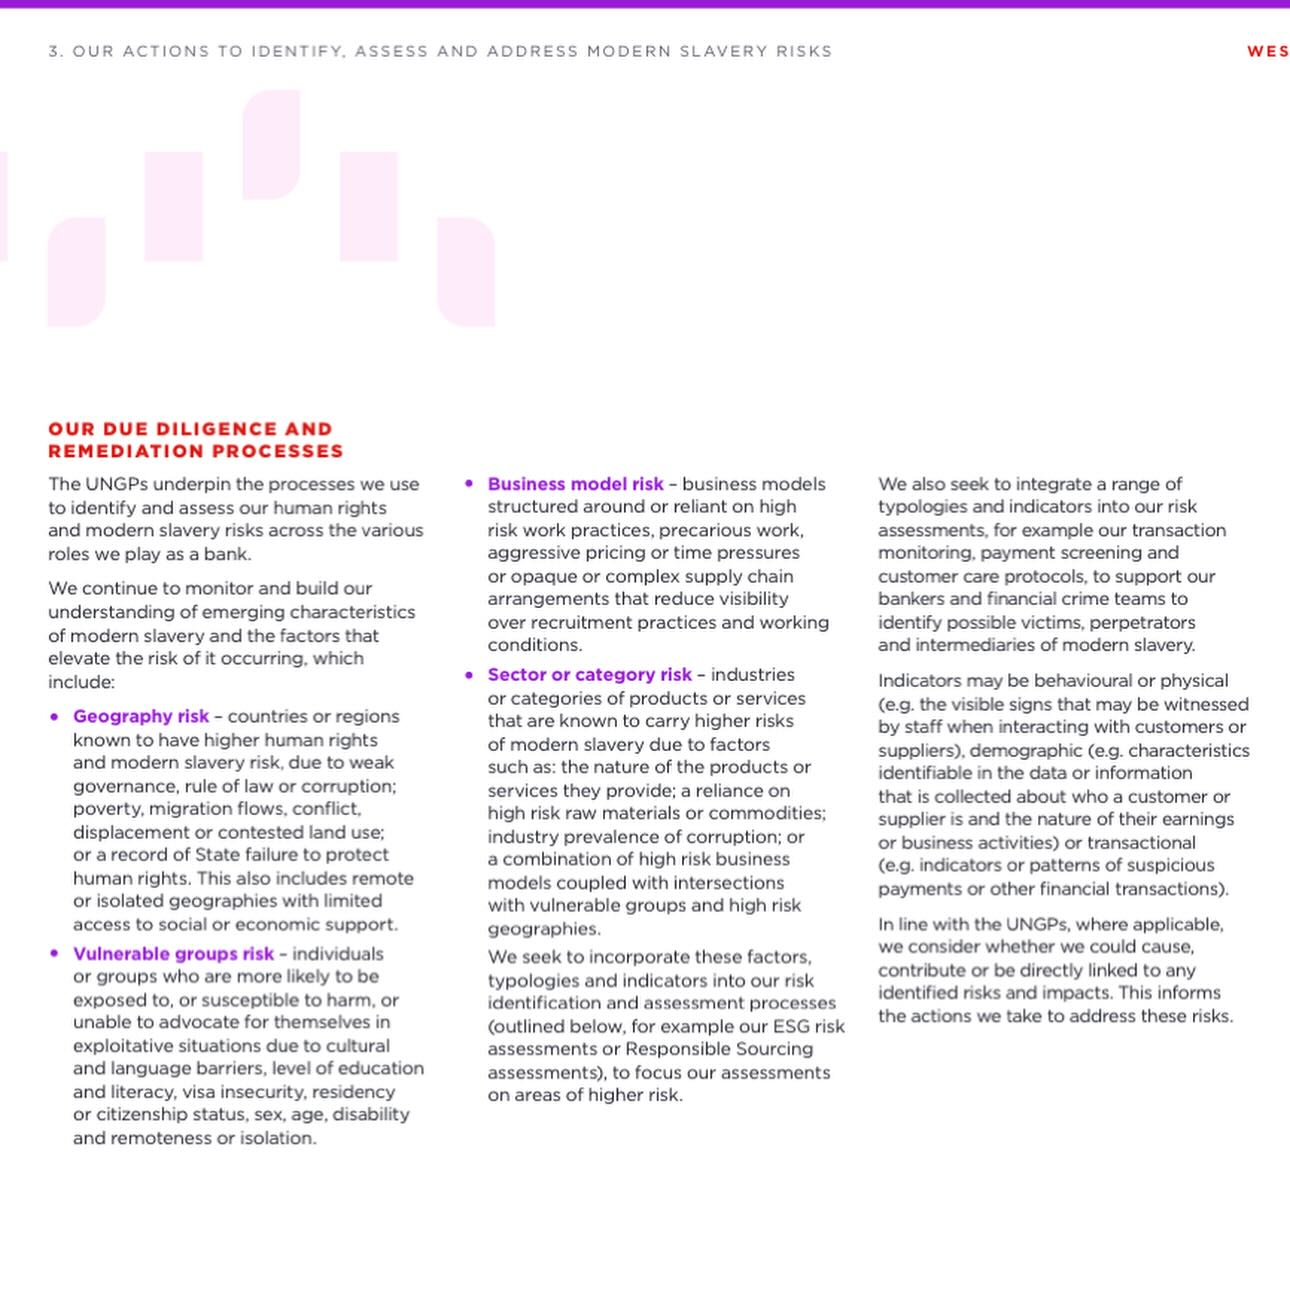 3. OUR ACTIONS TO IDENTIFY, ASSESS AND ADDRESS MODERN SLAVERY RISKS
WES
OUR DUE DILIGENCE AND
REMEDIATION PROCESSES
The UNGPs underpin the processes we use
to identify and assess our human rights
and modern slavery risks across the various
roles we play as a bank.
We continue to monitor and build our
understanding of emerging characteristics
of modern slavery and the factors that
elevate the risk of it occurring, which
include:
• Geography risk – countries or regions
known to have higher human rights
and modern slavery risk, due to weak
governance, rule of law or corruption;
poverty, migration flows, conflict,
displacement or contested land use;
or a record of State failure to protect
human rights. This also includes remote
or isolated geographies with limited
access to social or economic support.
• Vulnerable groups risk – individuals
or groups who are more likely to be
exposed to, or susceptible to harm, or
unable to advocate for themselves in
exploitative situations due to cultural
and language barriers, level of education
and literacy, visa insecurity, residency
or citizenship status, sex, age, disability
and remoteness or isolation.
• Business model risk – business models
structured around or reliant on high
risk work practices, precarious work,
aggressive pricing or time pressures
or opaque or complex supply chain
arrangements that reduce visibility
over recruitment practices and working
conditions.
• Sector or category risk – industries
or categories of products or services
that are known to carry higher risks
of modern slavery due to factors
such as: the nature of the products or
services they provide; a reliance on
high risk raw materials or commodities;
industry prevalence of corruption; or
a combination of high risk business
models coupled with intersections
with vulnerable groups and high risk
geographies.
We seek to incorporate these factors,
typologies and indicators into our risk
identification and assessment processes
(outlined below, for example our ESG risk
assessments or Responsible Sourcing
assessments), to focus our assessments
on areas of higher risk.
We also seek to integrate a range of
typologies and indicators into our risk
assessments, for example our transaction
monitoring, payment screening and
customer care protocols, to support our
bankers and financial crime teams to
identify possible victims, perpetrators
and intermediaries of modern slavery.
Indicators may be behavioural or physical
(e.g. the visible signs that may be witnessed
by staff when interacting with customers or
suppliers), demographic (e.g. characteristics
identifiable in the data or information
that is collected about who a customer or
supplier is and the nature of their earnings
or business activities) or transactional
(e.g. indicators or patterns of suspicious
payments or other financial transactions).
In line with the UNGPs, where applicable,
we consider whether we could cause,
contribute or be directly linked to any
identified risks and impacts. This informs
the actions we take to address these risks.